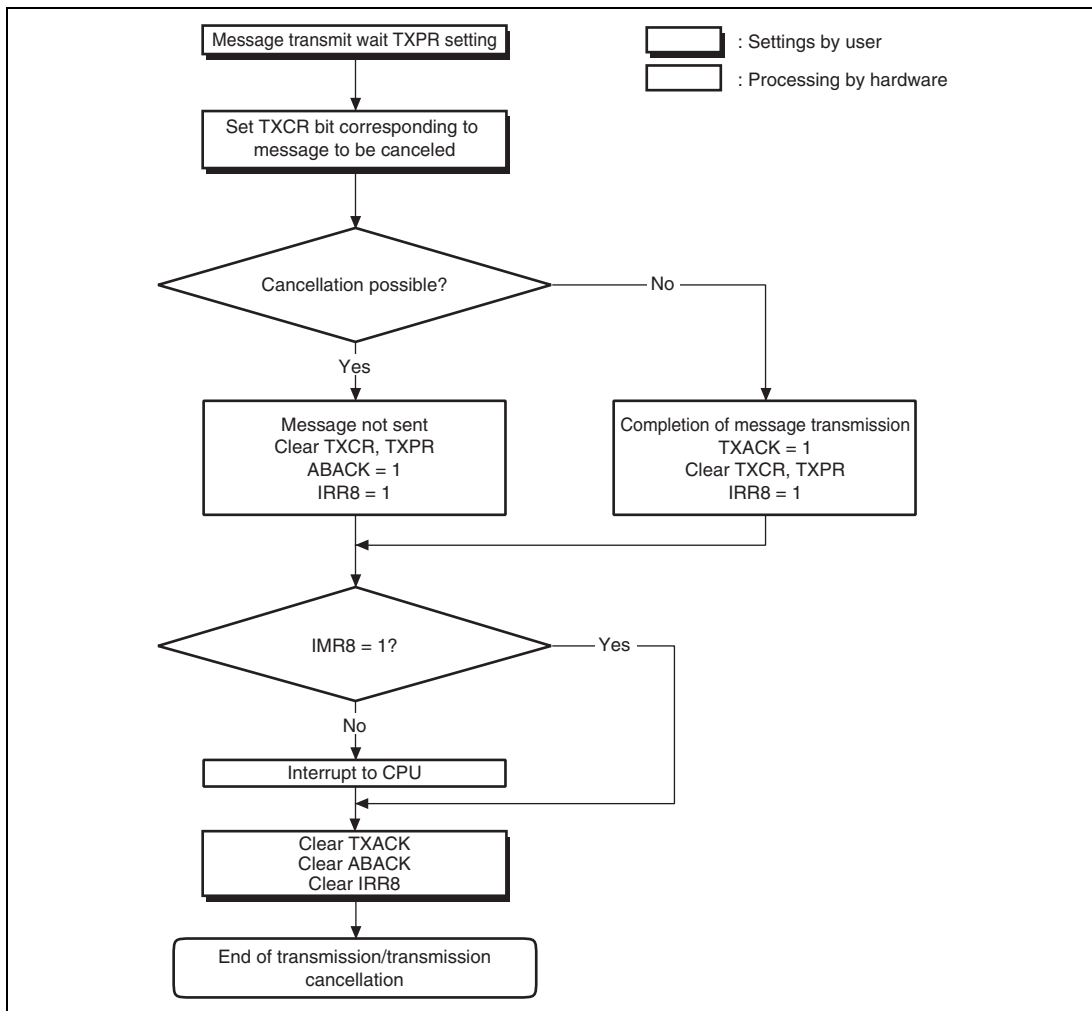 Message transmit wait TXPR setting
: Settings by user
: Processing by hardware
Set TXCR bit corresponding to
message to be canceled
Cancellation possible?
No
Yes
Message not sent
Clear TXCR, TXPR
ABACK = 1
IRR8 = 1
Completion of message transmission
TXACK = 1
Clear TXCR, TXPR
IRR8 = 1
IMR8 = 1?
Yes
No
Interrupt to CPU
Clear TXACK
Clear ABACK
Clear IRR8
End of transmission/transmission
cancellation